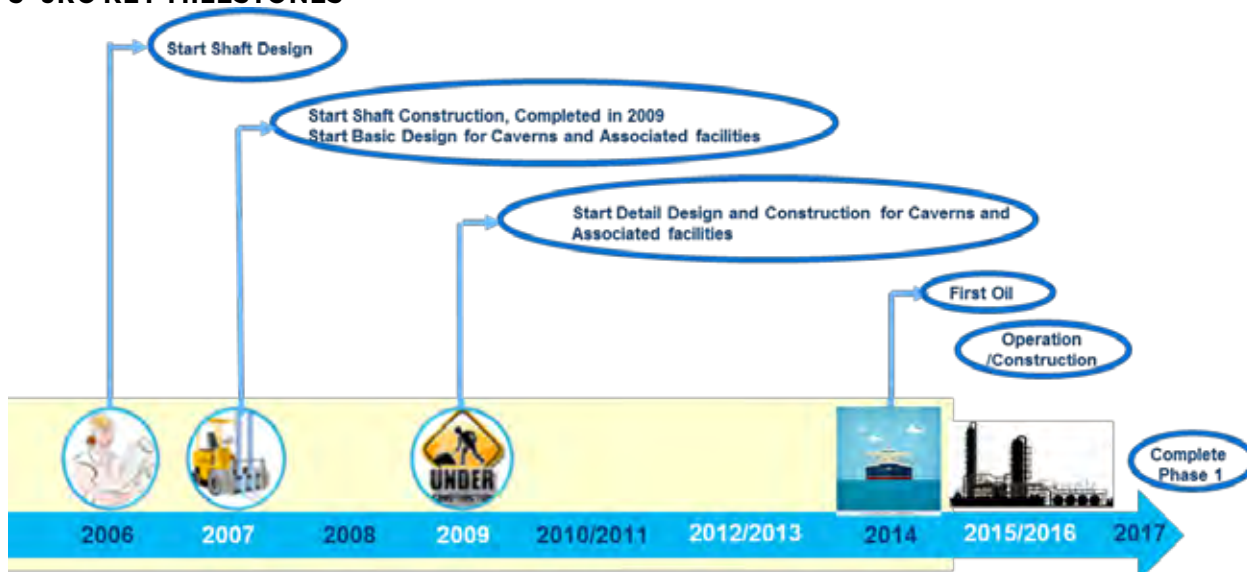 Start Shaft Design
Start Shaft Construction, Completed in 2009
Start Basic Design for Caverns and Associated facilities
Start Detail Design and Construction for Caverns and
Associated facilities
First Oil
Operation
/Construction
Complete
Phase 1
UNDER
CONSTRUCTION
2006 2007 2008 2009 2010/2011 2012/2013 2014 2015/2016 2017